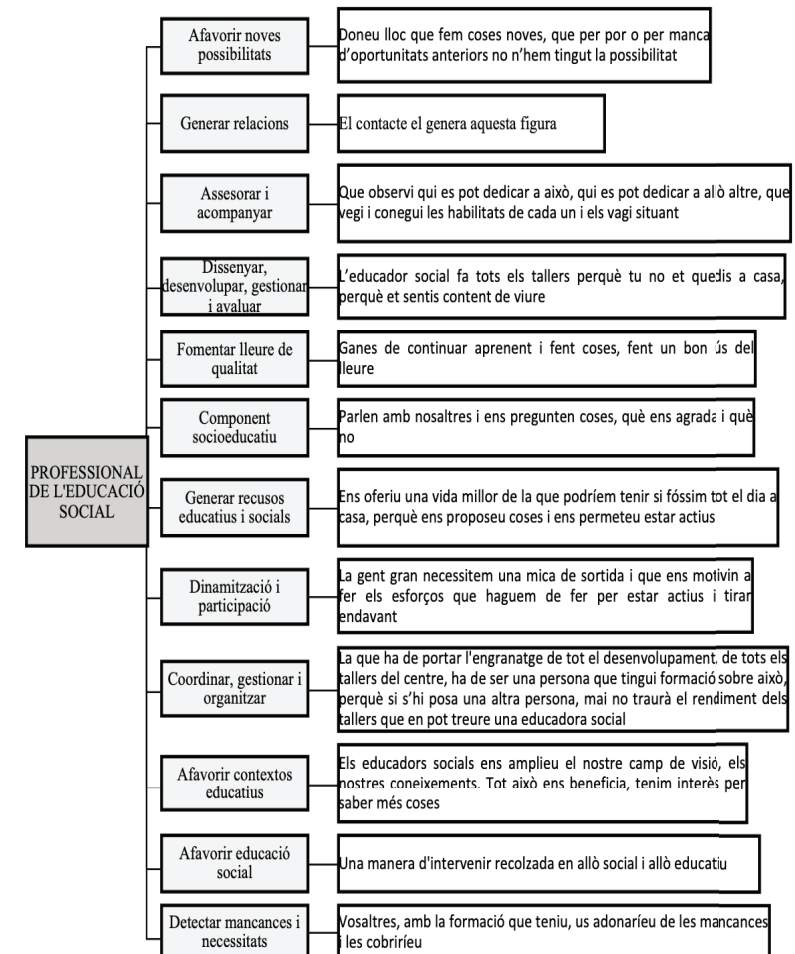 Afavorir noves
possibilitats
Doneu lloc que fem coses noves, que per por o per manca
d’oportunitats anteriors no n’hem tingut la possibilitat
Generar relacions
El contacte el genera aquesta figura
Assesorar i
acompanyar
Que observi qui es pot dedicar a això, qui es pot dedicar a alò altre, que
vegi i conegui les habilitats de cada un i els vagi situant
Dissenyar,
desenvolupar, gestionar
i avaluar
L’educador social fa tots els tallers perquè tu no et quedis a casa,
perquè et sentis content de viure
Fomentar lleure de
qualitat
Ganes de continuar aprenent i fent coses, fent un bon ús del
lleure
Component
socioeducatiu
Parlen amb nosaltres i ens pregunten coses, què ens agrada i què
no
PROFESSIONAL
DE L'EDUCACIÓ
SOCIAL
Generar recusos
educatius i socials
Ens oferiu una vida millor de la que podríem tenir si fóssim tot el dia a
casa, perquè ens proposeu coses i ens permeteu estar actius
Dinamització i
participació
La gent gran necessitem una mica de sortida i que ens motivin a
fer els esforços que haguem de fer per estar actius i tirar
endavant
Coordinar, gestionar i
organitzar
La que ha de portar l'engranatge de tot el desenvolupament de tots els
tallers del centre, ha de ser una persona que tingui formació sobre això,
perquè si s’hi posa una altra persona, mai no traurà el rendiment dels
tallers que en pot treure una educadora social
Afavorir contextos
educatius
Els educadors socials ens amplieu el nostre camp de visió, els
nostres coneixements. Tot això ens beneficia, tenim interès per
saber més coses
Afavorir educació
social
Una manera d'intervenir recolzada en allò social i allò educatiu
Detectar mancances i
necessitats
Vosaltres, amb la formació que teniu, us adonaríeu de les mancances
i les cobriríeu